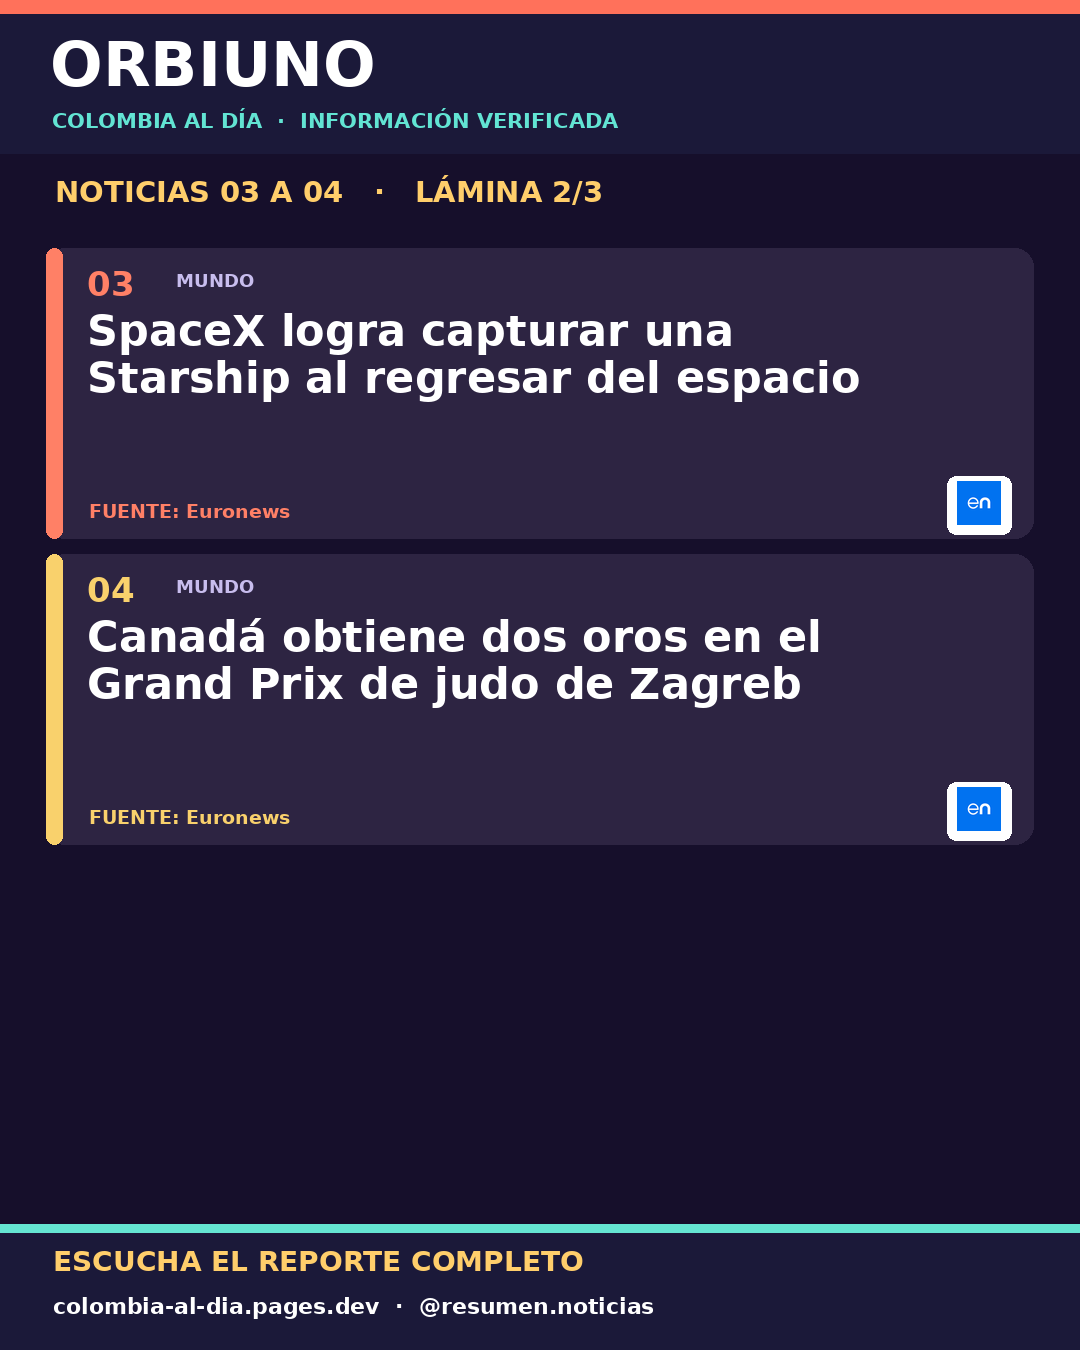 ORBIUNO
COLOMBIA AL DÍA · INFORMACIÓN VERIFICADA
NOTICIAS 03 A 04 · LÁMINA 2/3
03 MUNDO
SpaceX logra capturar una
Starship al regresar del espacio
FUENTE: Euronews
en
04 MUNDO
Canadá obtiene dos oros en el
Grand Prix de judo de Zagreb
FUENTE: Euronews
en
ESCUCHA EL REPORTE COMPLETO
colombia-al-dia.pages.dev · @resumen.noticias